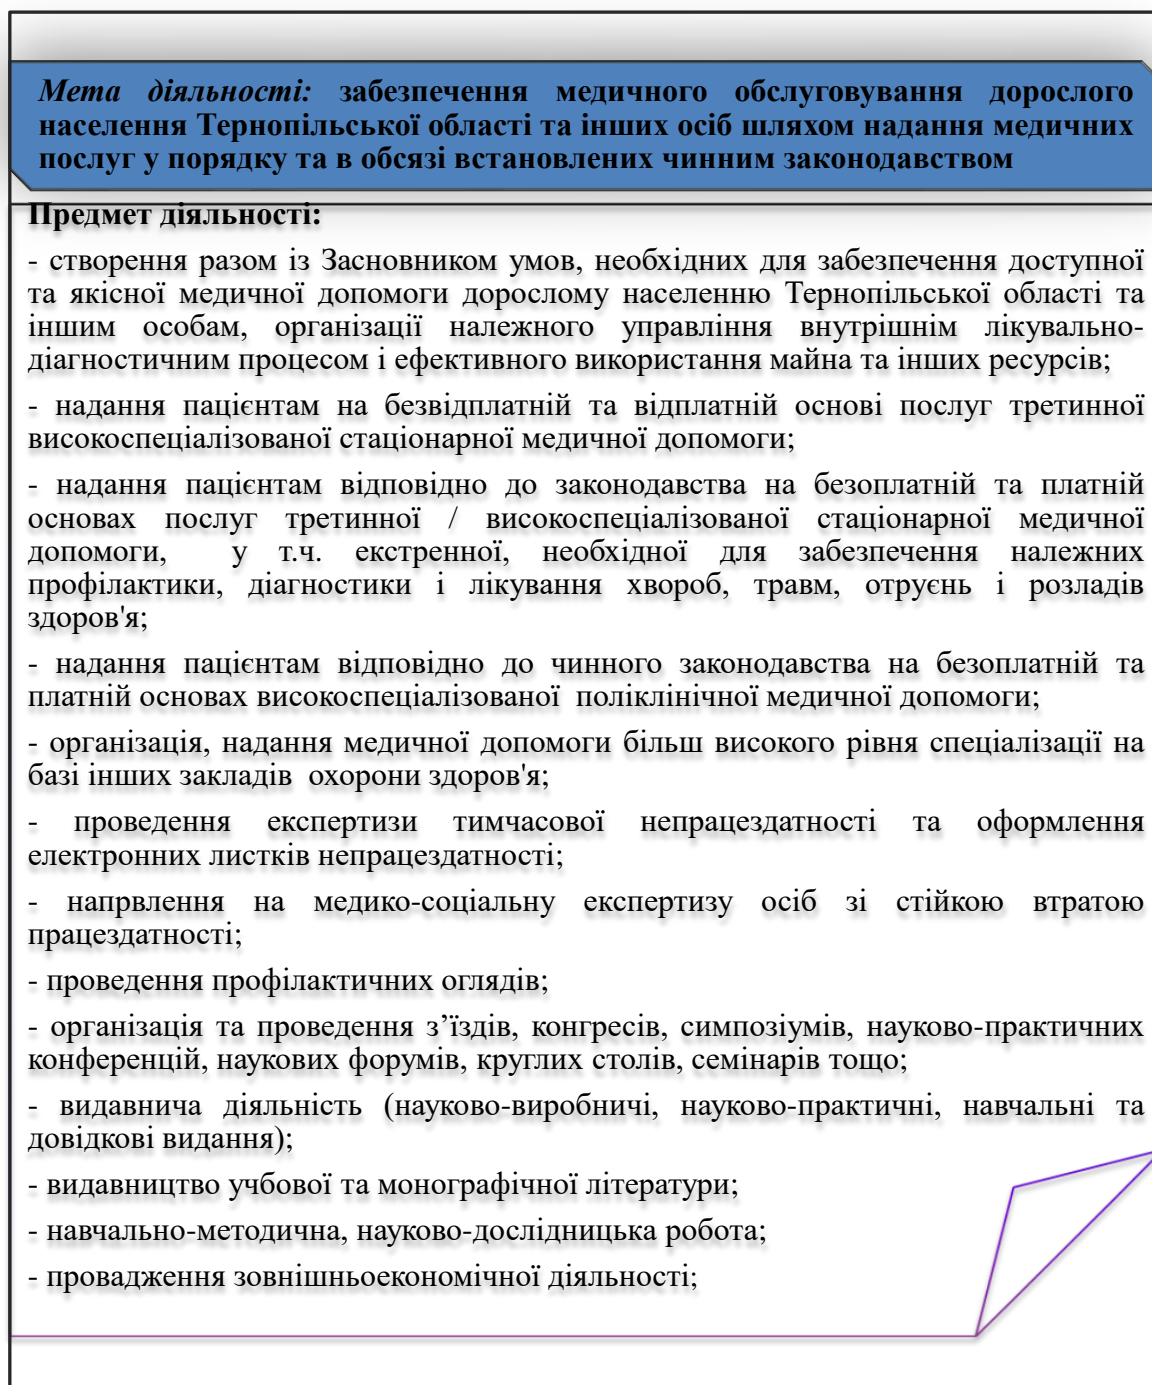 Мета діяльності: забезпечення медичного обслуговування дорослого
населення Тернопільської області та інших осіб шляхом надання медичних
послуг у порядку та в обсязі встановлених чинним законодавством
Предмет діяльності:
- створення разом із Засновником умов, необхідних для забезпечення доступної
та якісної медичної допомоги дорослому населенню Тернопільської області та
іншим особам, організації належного управління внутрішнім лікувально-
діагностичним процесом і ефективного використання майна та інших ресурсів;
- надання пацієнтам на безвідплатній та відплатній основі послуг третинної
високоспеціалізованої стаціонарної медичної допомоги;
- надання пацієнтам відповідно до законодавства на безоплатній та платній
основах послуг третинної / високоспеціалізованої стаціонарної медичної
допомоги, у т.ч. екстренної, необхідної для забезпечення належних
профілактики, діагностики і лікування хвороб, травм, отруєнь і розладів
здоров'я;
- надання пацієнтам відповідно до чинного законодавства на безоплатній та
платній основах високоспеціалізованої поліклінічної медичної допомоги;
- організація, надання медичної допомоги більш високого рівня спеціалізації на
базі інших закладів охорони здоров'я;
- проведення експертизи тимчасової непрацездатності та оформлення
електронних листків непрацездатності;
- напрвлення на медико-соціальну експертизу осіб зі стійкою втратою
працездатності;
- проведення профілактичних оглядів;
- організація та проведення з’їздів, конгресів, симпозіумів, науково-практичних
конференцій, наукових форумів, круглих столів, семінарів тощо;
- видавнича діяльність (науково-виробничі, науково-практичні, навчальні та
довідкові видання);
- видавництво учбової та монографічної літератури;
- навчально-методична, науково-дослідницька робота;
- провадження зовнішньоекономічної діяльності;